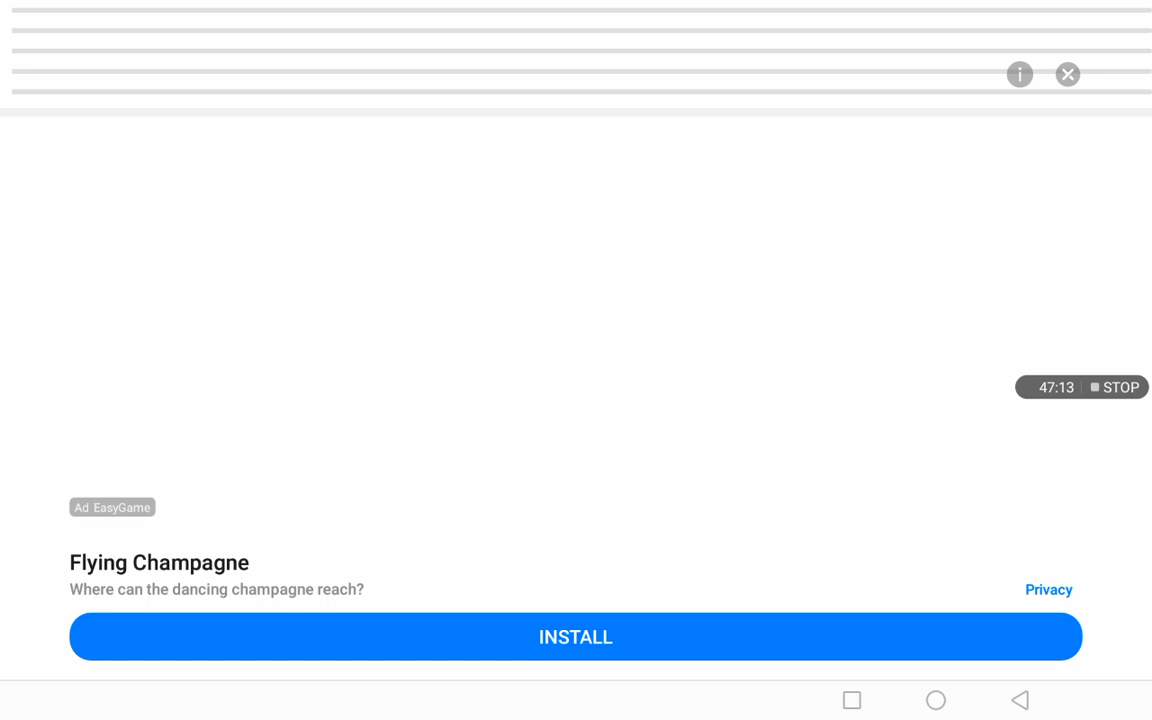 47:13 STOP
Ad EasyGame
Flying Champagne
Where can the dancing champagne reach?
Privacy
INSTALL